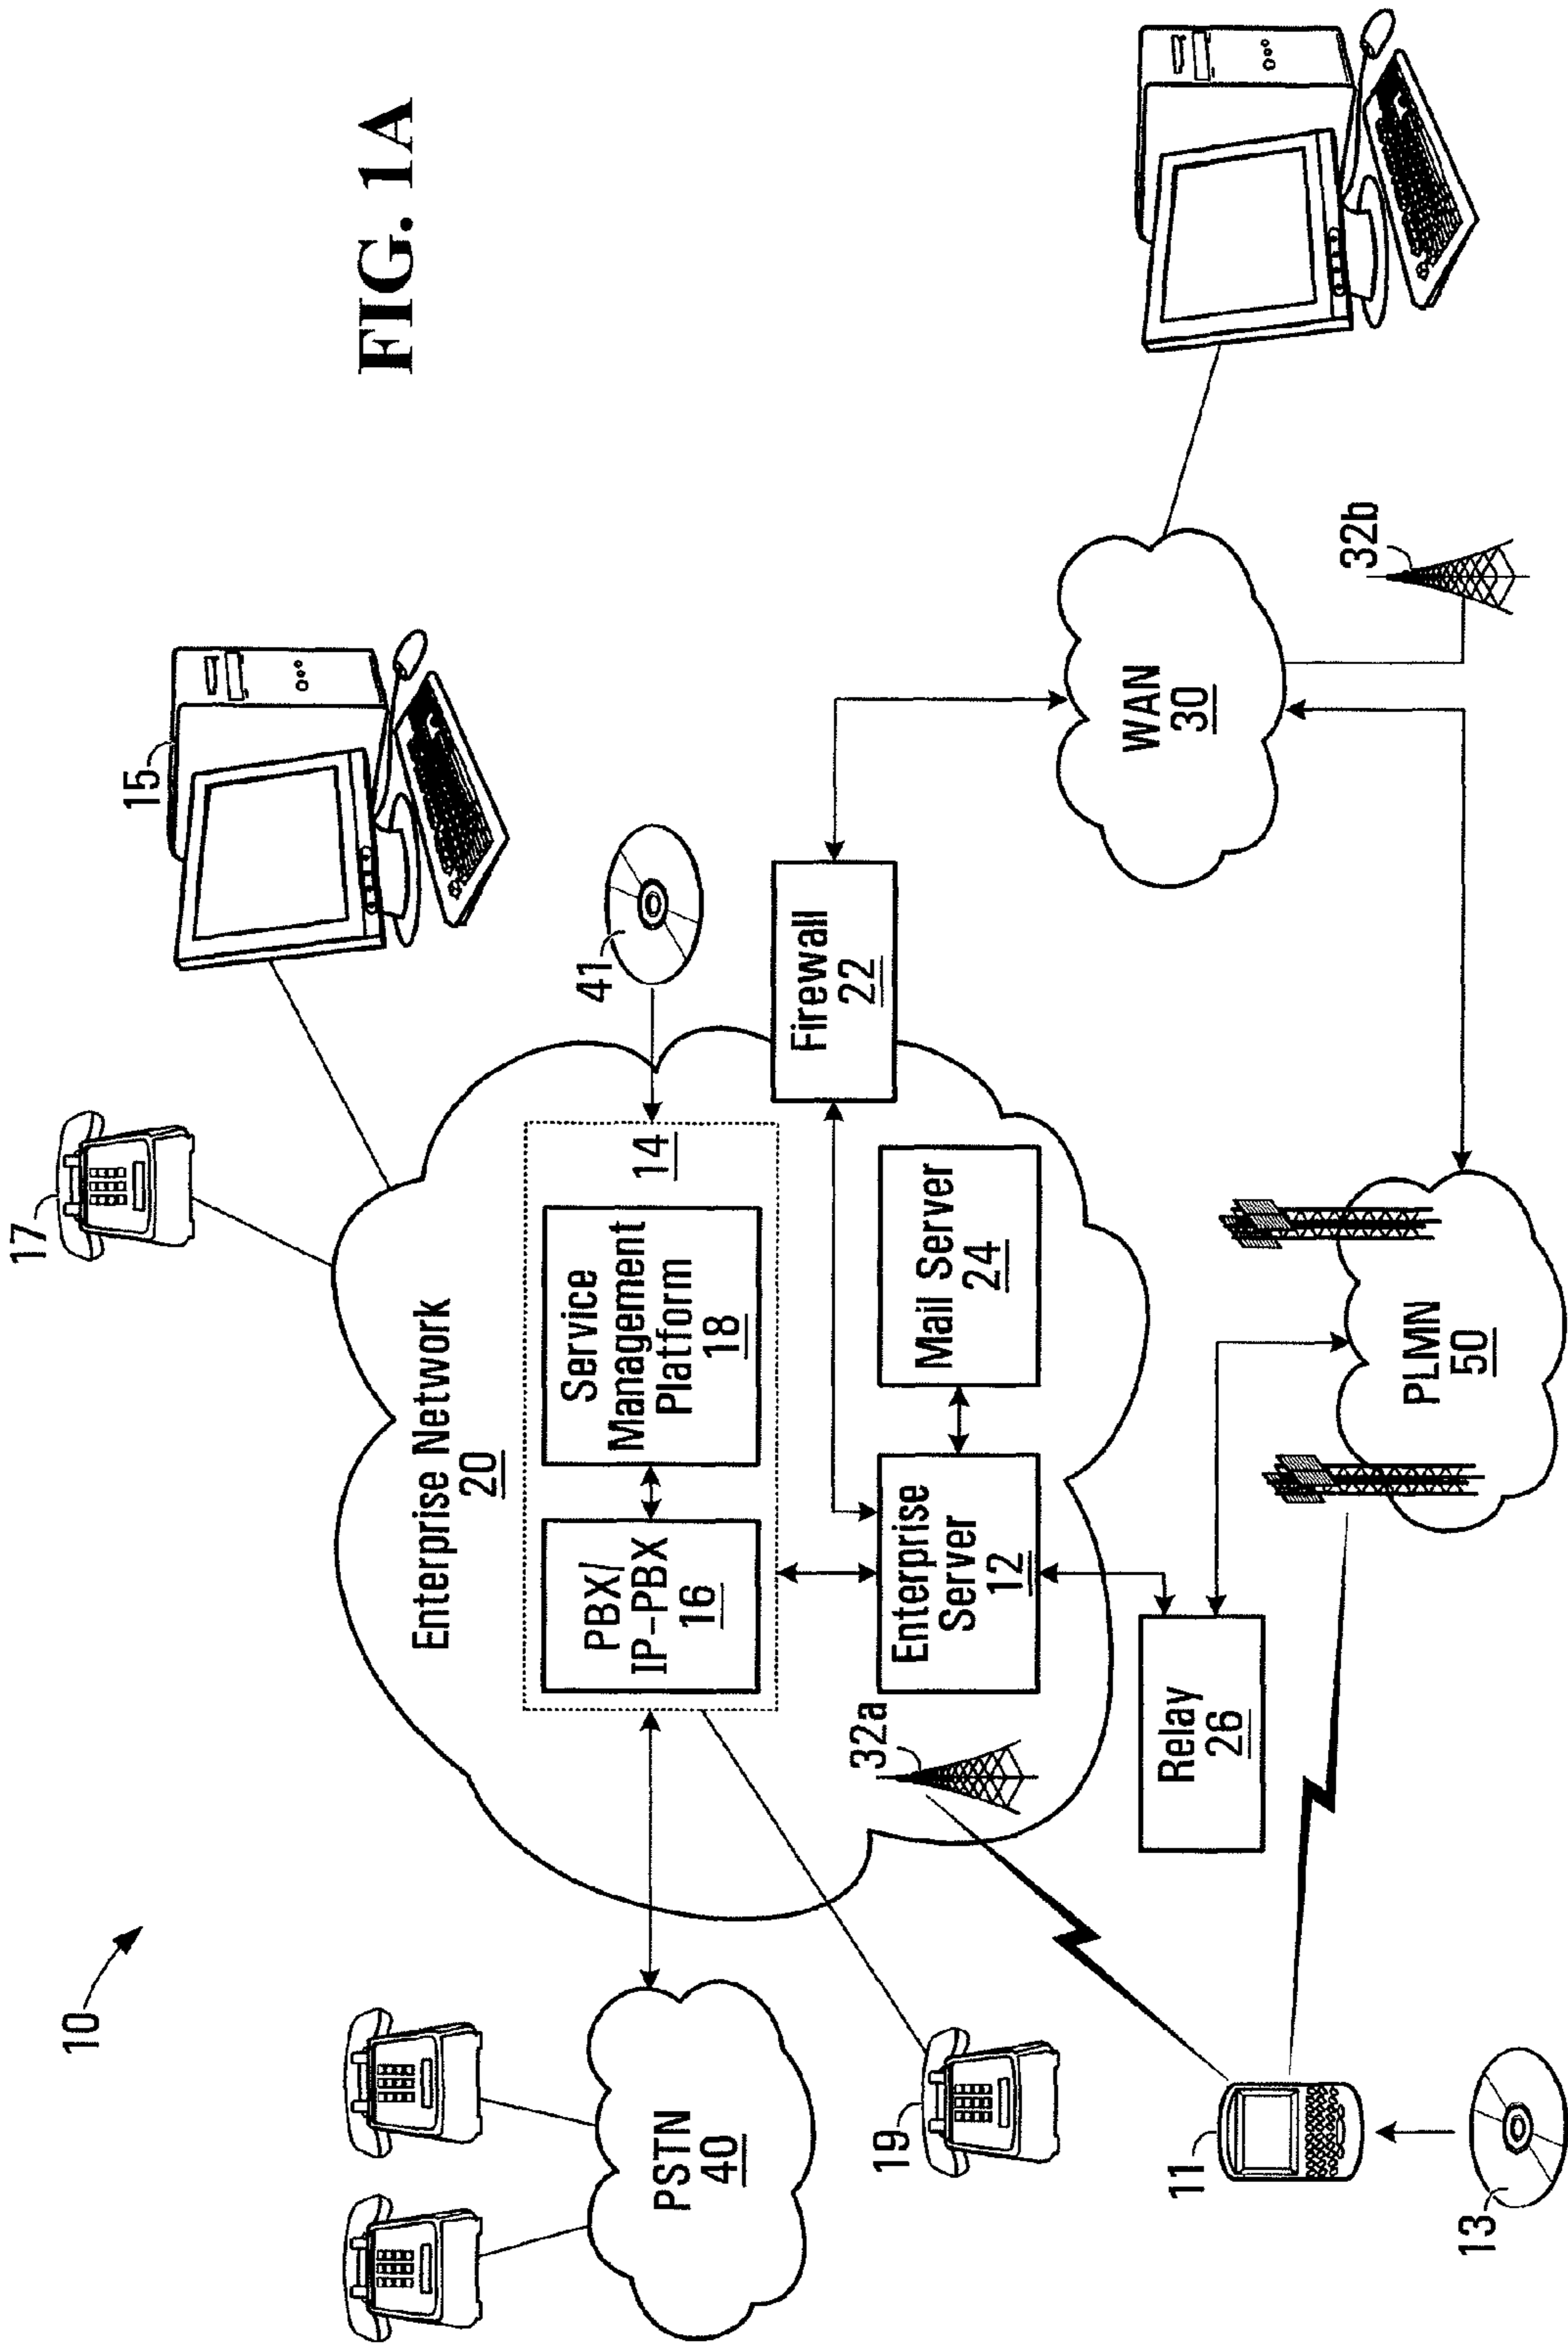 FIG. 1A
10
17
15
Enterprise Network
20
41
14
PBX/
IP-PBX
16
Service
Management
Platform
18
PSTN
40
19
32a
Enterprise
Server
12
Mail Server
24
Firewall
22
Relay
26
WAN
30
32b
11
13
PLMN
50